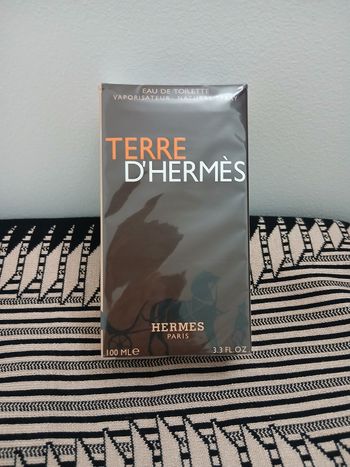 EAU DE TOILETTE
VAPORISATEUR · NATURAL SPRAY
TERRE
D'HERMÈS
HERMES
PARIS
100 ML℮ 3.3 FL OZ